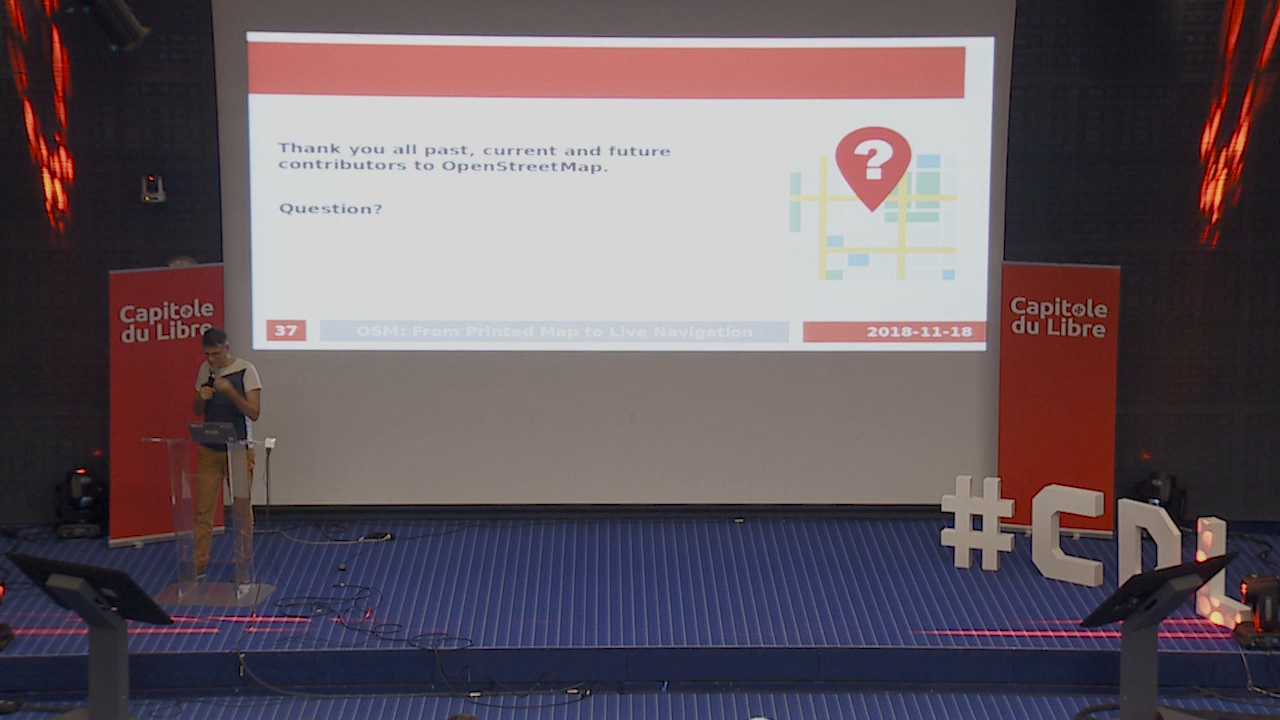 Thank you all past, current and future
contributors to OpenStreetMap.
Question?
?
37
OSM: From Printed Map to Live Navigation
2018-11-18
Capitole
du Libre
Capitole
du Libre
#CDL